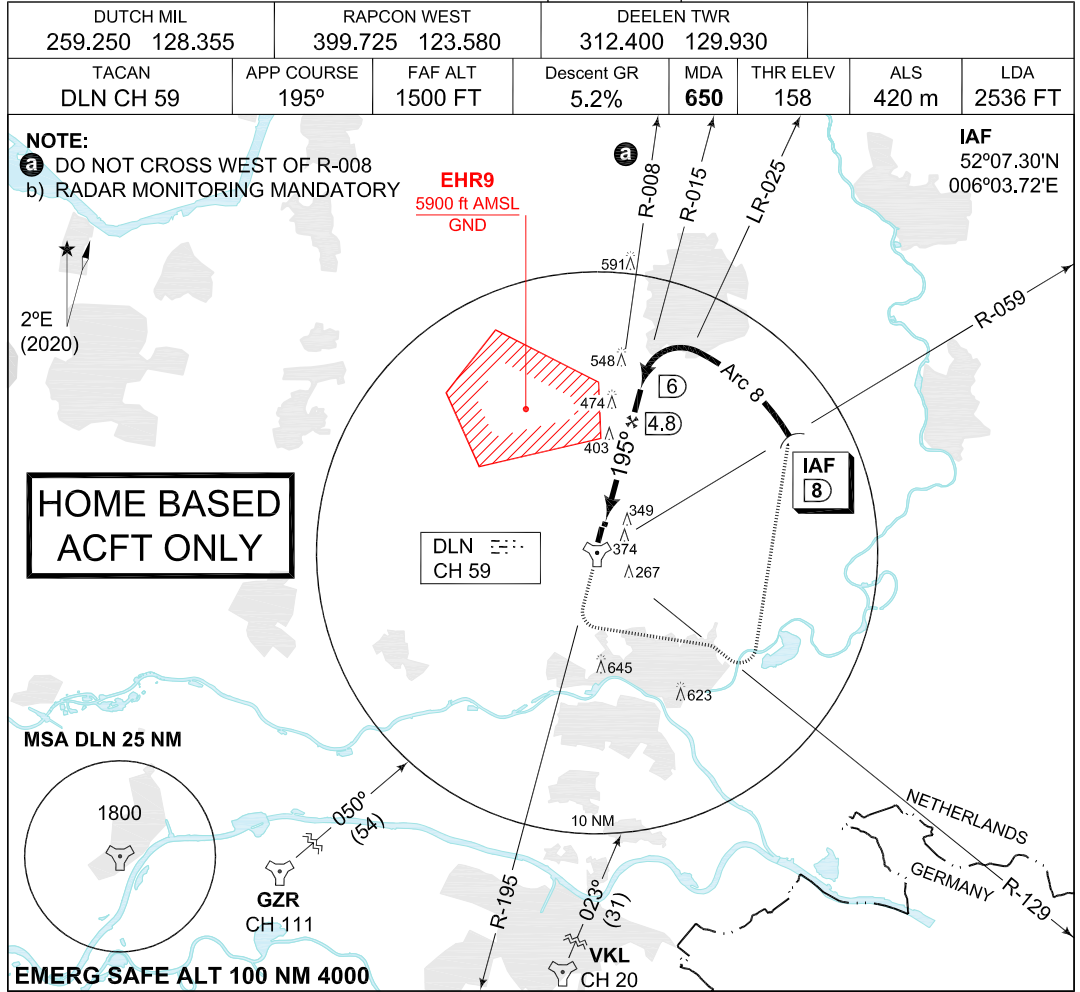 DUTCH MIL
259.250 128.355
RAPCON WEST
399.725 123.580
DEELEN TWR
312.400 129.930
TACAN
DLN CH 59
APP COURSE
195º
FAF ALT
1500 FT
Descent GR
5.2%
MDA
650
THR ELEV
158
ALS
420 m
LDA
2536 FT
NOTE:
a DO NOT CROSS WEST OF R-008
b) RADAR MONITORING MANDATORY
EHR9
5900 ft AMSL
GND
a
R-008
R-015
LR-025
IAF
52º07.30'N
006º03.72'E
2ºE
(2020)
591
R-059
548
Arc 8
6
474
4.8
403
195º
IAF
8
HOME BASED
ACFT ONLY
349
374
DLN
CH 59
267
645
623
MSA DLN 25 NM
1800
050º
(54)
GZR
CH 111
10 NM
R-195
023º
(31)
VKL
CH 20
NETHERLANDS
GERMANY
R-129
EMERG SAFE ALT 100 NM 4000